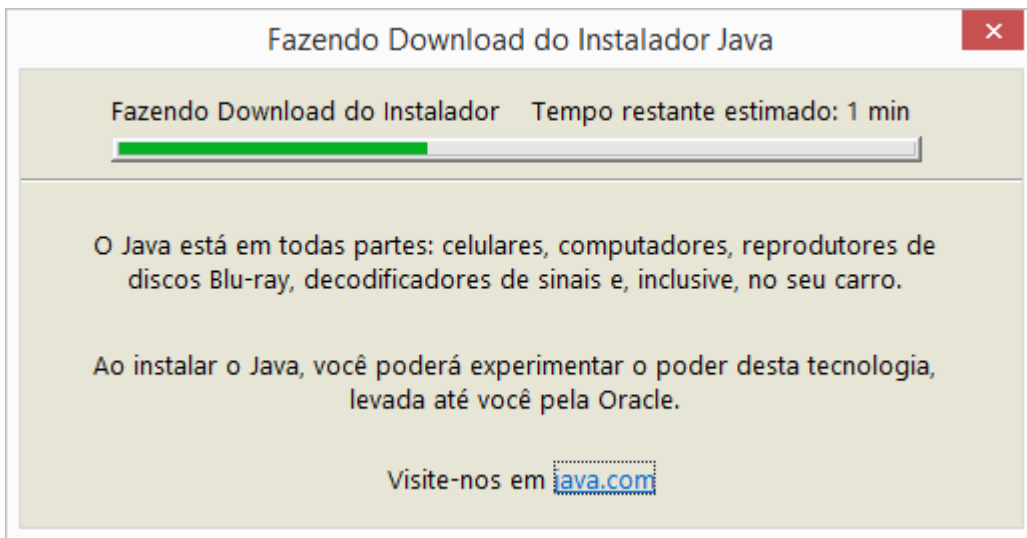 Fazendo Download do Instalador Java
Fazendo Download do Instalador Tempo restante estimado: 1 min
O Java está em todas partes: celulares, computadores, reprodutores de
discos Blu-ray, decodificadores de sinais e, inclusive, no seu carro.
Ao instalar o Java, você poderá experimentar o poder desta tecnologia,
levada até você pela Oracle.
Visite-nos em java.com